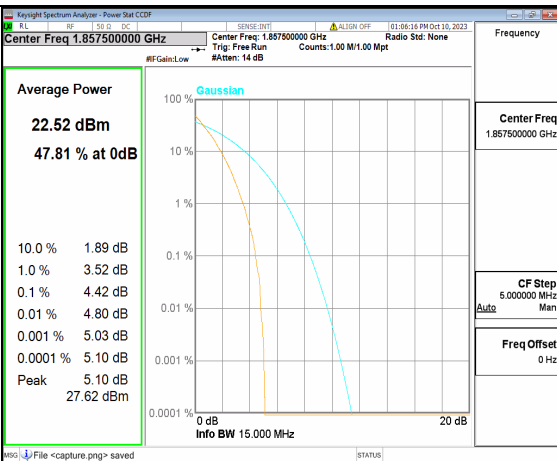 Keysight Spectrum Analyzer - Power Stat CCDF
RL RF 50 Ω DC SENSE:INT ALIGN OFF 01:06:16 PM Oct 10, 2023
Center Freq 1.857500000 GHz
Center Freq: 1.857500000 GHz Radio Std: None
Trig: Free Run Counts:1.00 M/1.00 Mpt
#IFGain:Low #Atten: 14 dB
Frequency
Average Power
22.52 dBm
47.81 % at 0dB
10.0 % 1.89 dB
1.0 % 3.52 dB
0.1 % 4.42 dB
0.01 % 4.80 dB
0.001 % 5.03 dB
0.0001 % 5.10 dB
Peak 5.10 dB
27.62 dBm
Gaussian
100 %
10 %
1 %
0.1 %
0.01 %
0.001 %
0.0001 %
0 dB 20 dB
Info BW 15.000 MHz
Center Freq
1.857500000 GHz
CF Step
5.000000 MHz
Auto Man
Freq Offset
0 Hz
MSG File <capture.png> saved STATUS